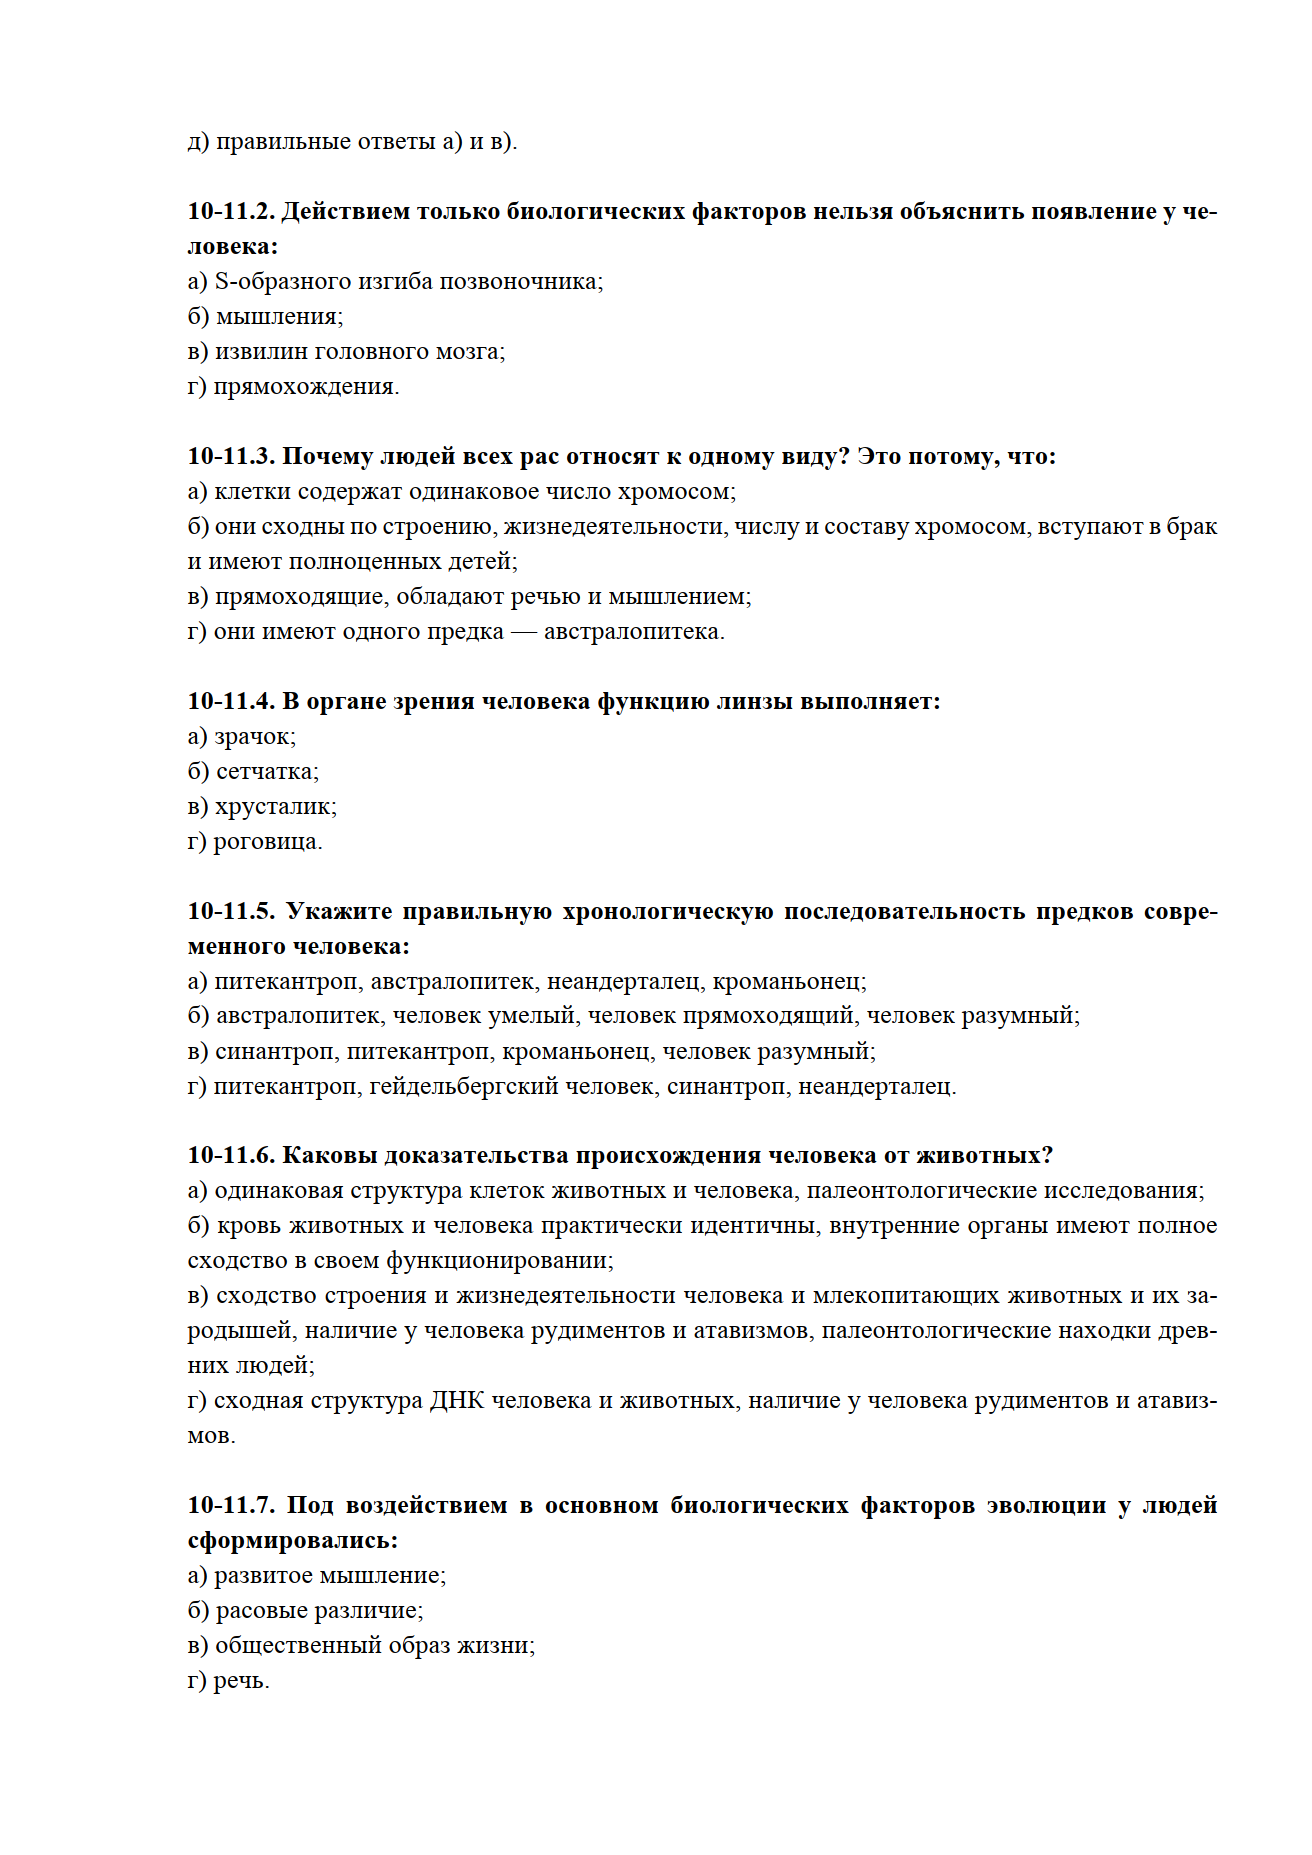 д) правильные ответы а) и в).
10-11.2. Действием только биологических факторов нельзя объяснить появление у че-
ловека:
а) S-образного изгиба позвоночника;
б) мышления;
в) извилин головного мозга;
г) прямохождения.
10-11.3. Почему людей всех рас относят к одному виду? Это потому, что:
а) клетки содержат одинаковое число хромосом;
б) они сходны по строению, жизнедеятельности, числу и составу хромосом, вступают в брак
и имеют полноценных детей;
в) прямоходящие, обладают речью и мышлением;
г) они имеют одного предка — австралопитека.
10-11.4. В органе зрения человека функцию линзы выполняет:
а) зрачок;
б) сетчатка;
в) хрусталик;
г) роговица.
10-11.5. Укажите правильную хронологическую последовательность предков совре-
менного человека:
а) питекантроп, австралопитек, неандерталец, кроманьонец;
б) австралопитек, человек умелый, человек прямоходящий, человек разумный;
в) синантроп, питекантроп, кроманьонец, человек разумный;
г) питекантроп, гейдельбергский человек, синантроп, неандерталец.
10-11.6. Каковы доказательства происхождения человека от животных?
а) одинаковая структура клеток животных и человека, палеонтологические исследования;
б) кровь животных и человека практически идентичны, внутренние органы имеют полное
сходство в своем функционировании;
в) сходство строения и жизнедеятельности человека и млекопитающих животных и их за-
родышей, наличие у человека рудиментов и атавизмов, палеонтологические находки древ-
них людей;
г) сходная структура ДНК человека и животных, наличие у человека рудиментов и атавиз-
мов.
10-11.7. Под воздействием в основном биологических факторов эволюции у людей
сформировались:
а) развитое мышление;
б) расовые различие;
в) общественный образ жизни;
г) речь.